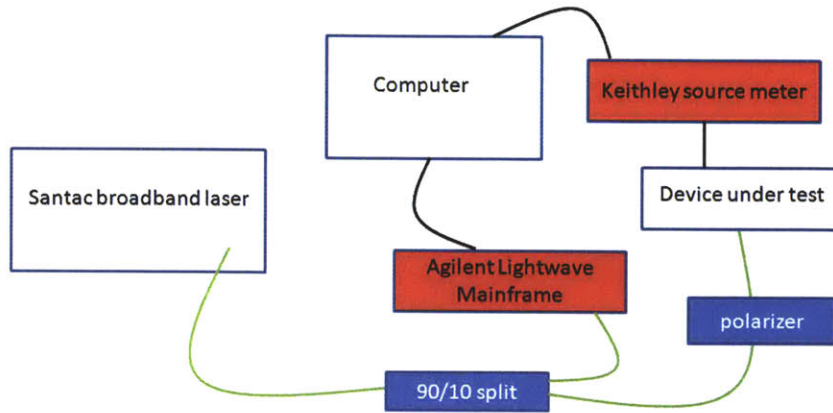 Computer
Keithley source meter
Santac broadband laser
Device under test
Agilent Lightwave
Mainframe
polarizer
90/10 split